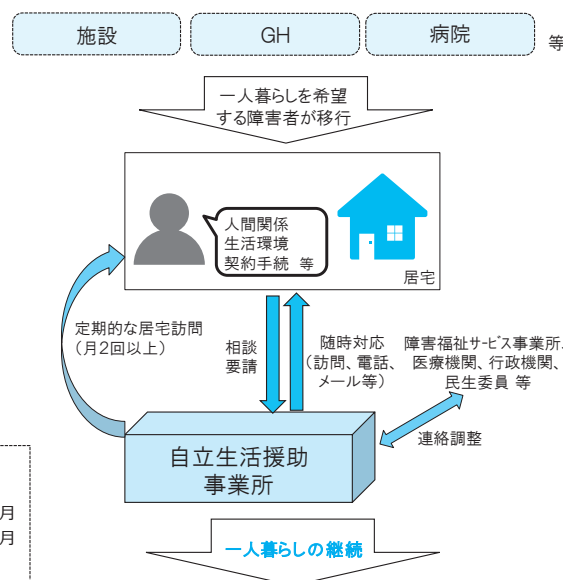 施設
GH
病院
等
一人暮らしを希望
する障害者が移行
人間関係
生活環境
契約手続 等
居宅
定期的な居宅訪問
（月2回以上）
相談
要請
随時対応
（訪問、電話、
メール等）
障害福祉サービス事業所、
医療機関、行政機関、
民生委員 等
連絡調整
自立生活援助
事業所
月
月
一人暮らしの継続